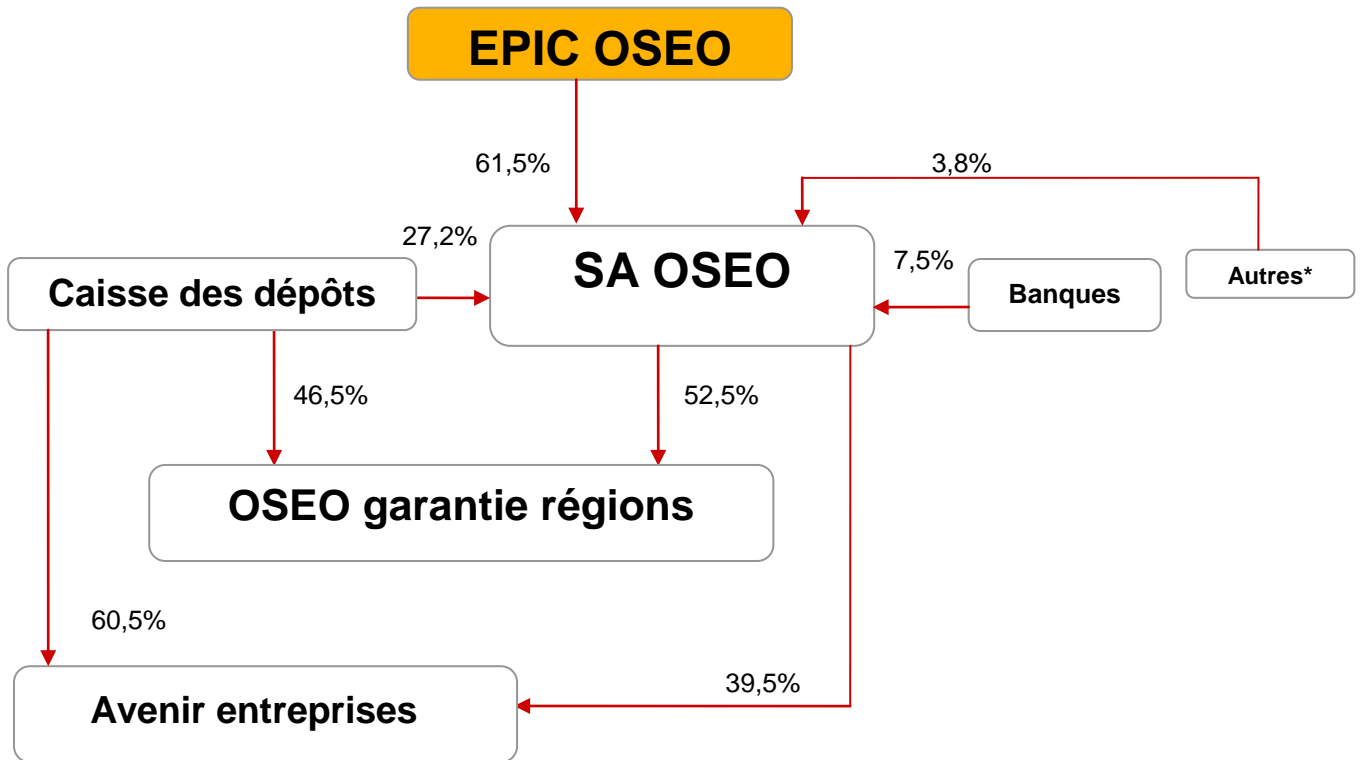 EPIC OSEO
61,5%
3,8%
27,2%
SA OSEO
7,5%
Caisse des dépôts
Banques
Autres*
46,5%
52,5%
OSEO garantie régions
60,5%
39,5%
Avenir entreprises